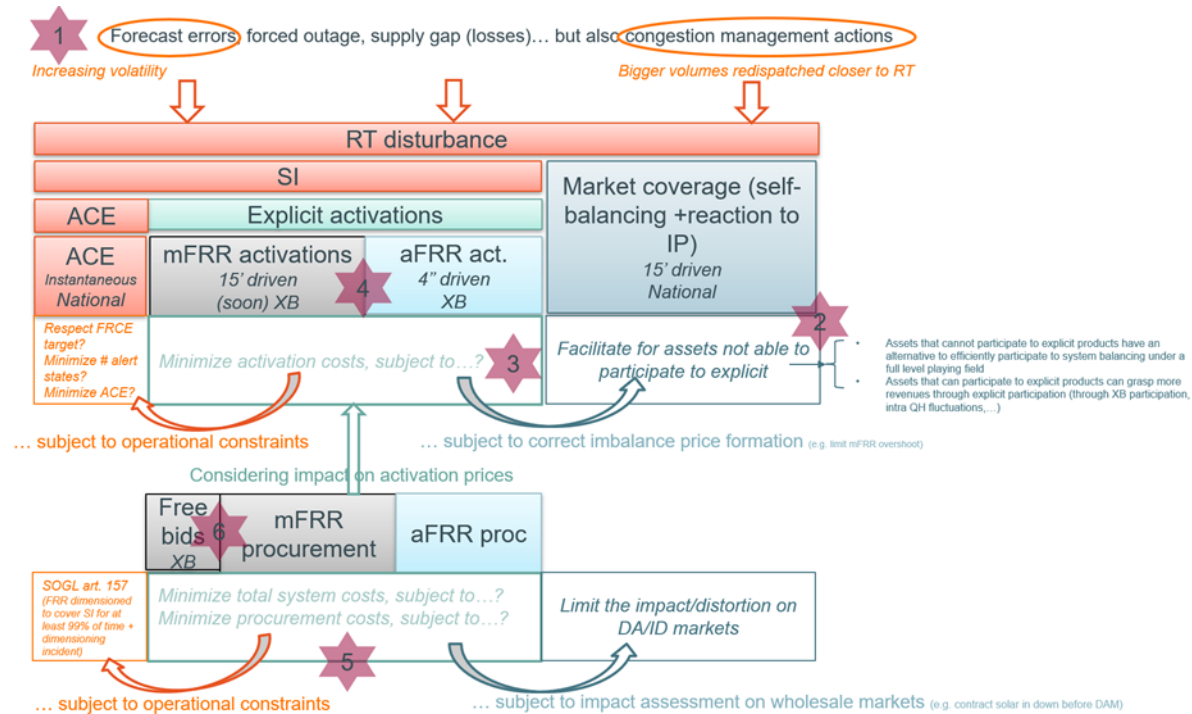 1
Forecast errors, forced outage, supply gap (losses)… but also congestion management actions
Increasing volatility
Bigger volumes redispatched closer to RT
RT disturbance
SI
Market coverage (self-
balancing +reaction to
IP)
15’ driven
National
ACE
Explicit activations
ACE
Instantaneous
National
mFRR activations
15’ driven
(soon) XB
4
aFRR act.
4’’ driven
XB
2
Respect FRCE
target?
Minimize # alert
states?
Minimize ACE?
Minimize activation costs, subject to…?
3
Facilitate for assets not able to
participate to explicit
• Assets that cannot participate to explicit products have an
alternative to efficiently participate to system balancing under a
full level playing field
• Assets that can participate to explicit products can grasp more
revenues through explicit participation (through XB participation,
intra QH fluctuations,…)
… subject to operational constraints
… subject to correct imbalance price formation (e.g. limit mFRR overshoot)
Considering impact on activation prices
Free
bids
XB
6
mFRR
procurement
aFRR proc
SOGL art. 157
(FRR dimensioned
to cover SI for at
least 99% of time +
dimensioning
incident)
Minimize total system costs, subject to…?
Minimize procurement costs, subject to…?
5
Limit the impact/distortion on
DA/ID markets
… subject to operational constraints
… subject to impact assessment on wholesale markets (e.g. contract solar in down before DAM)